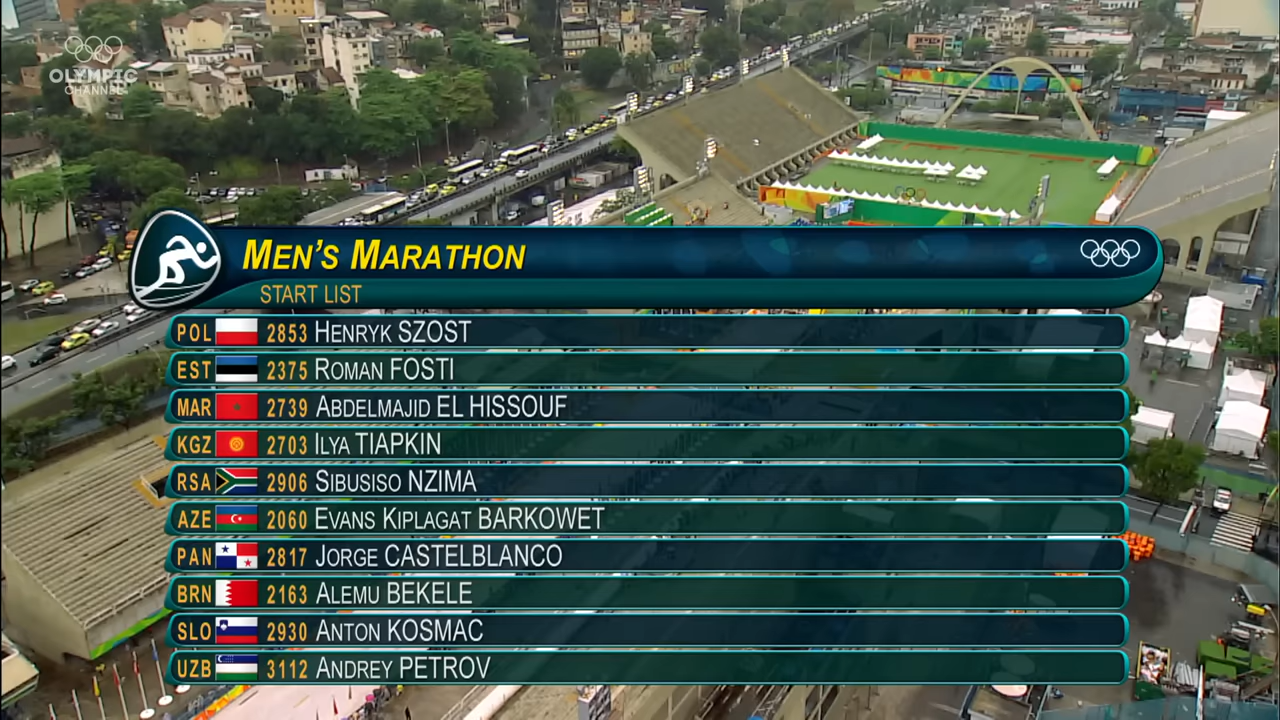 OLYMPIC
CHANNEL
MEN'S MARATHON
START LIST
POL 2853 HENRYK SZOST
EST 2375 ROMAN FOSTI
MAR 2739 ABDELMAJID EL HISSOUF
KGZ 2703 ILYA TIAPKIN
RSA 2906 SIBUSISO NZIMA
AZE 2060 EVANS KIPLAGAT BARKOWET
PAN 2817 JORGE CASTELBLANCO
BRN 2163 ALEMU BEKELE
SLO 2930 ANTON KOSMAC
UZB 3112 ANDREY PETROV